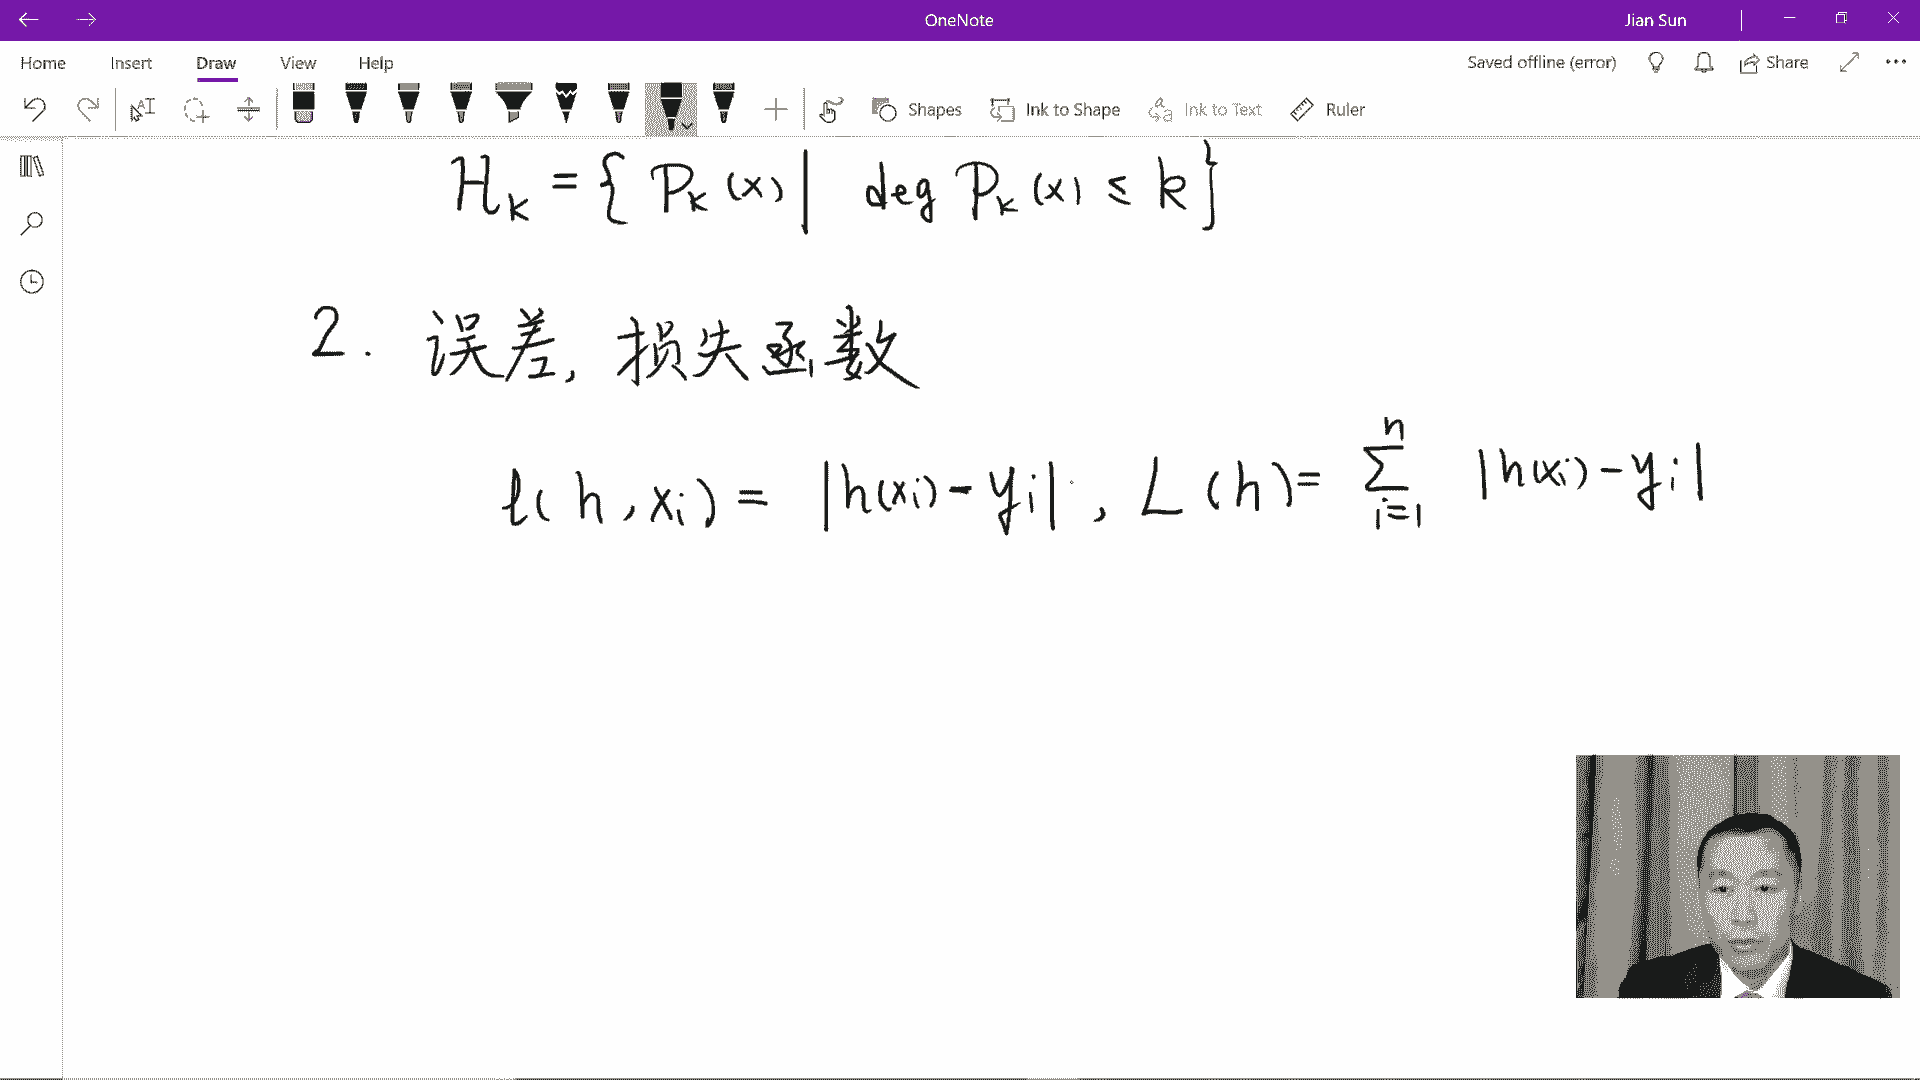 OneNote Jian Sun
Home Insert Draw View Help Saved offline (error) Share
Shapes Ink to Shape Ink to Text Ruler
H_k = { P_k(x) | deg P_k(x) ≤ k }
2. 误差, 损失函数
ℓ(h, x_i) = |h(x_i) - y_i|, L(h) = \sum_{i=1}^{n} |h(x_i) - y_i|